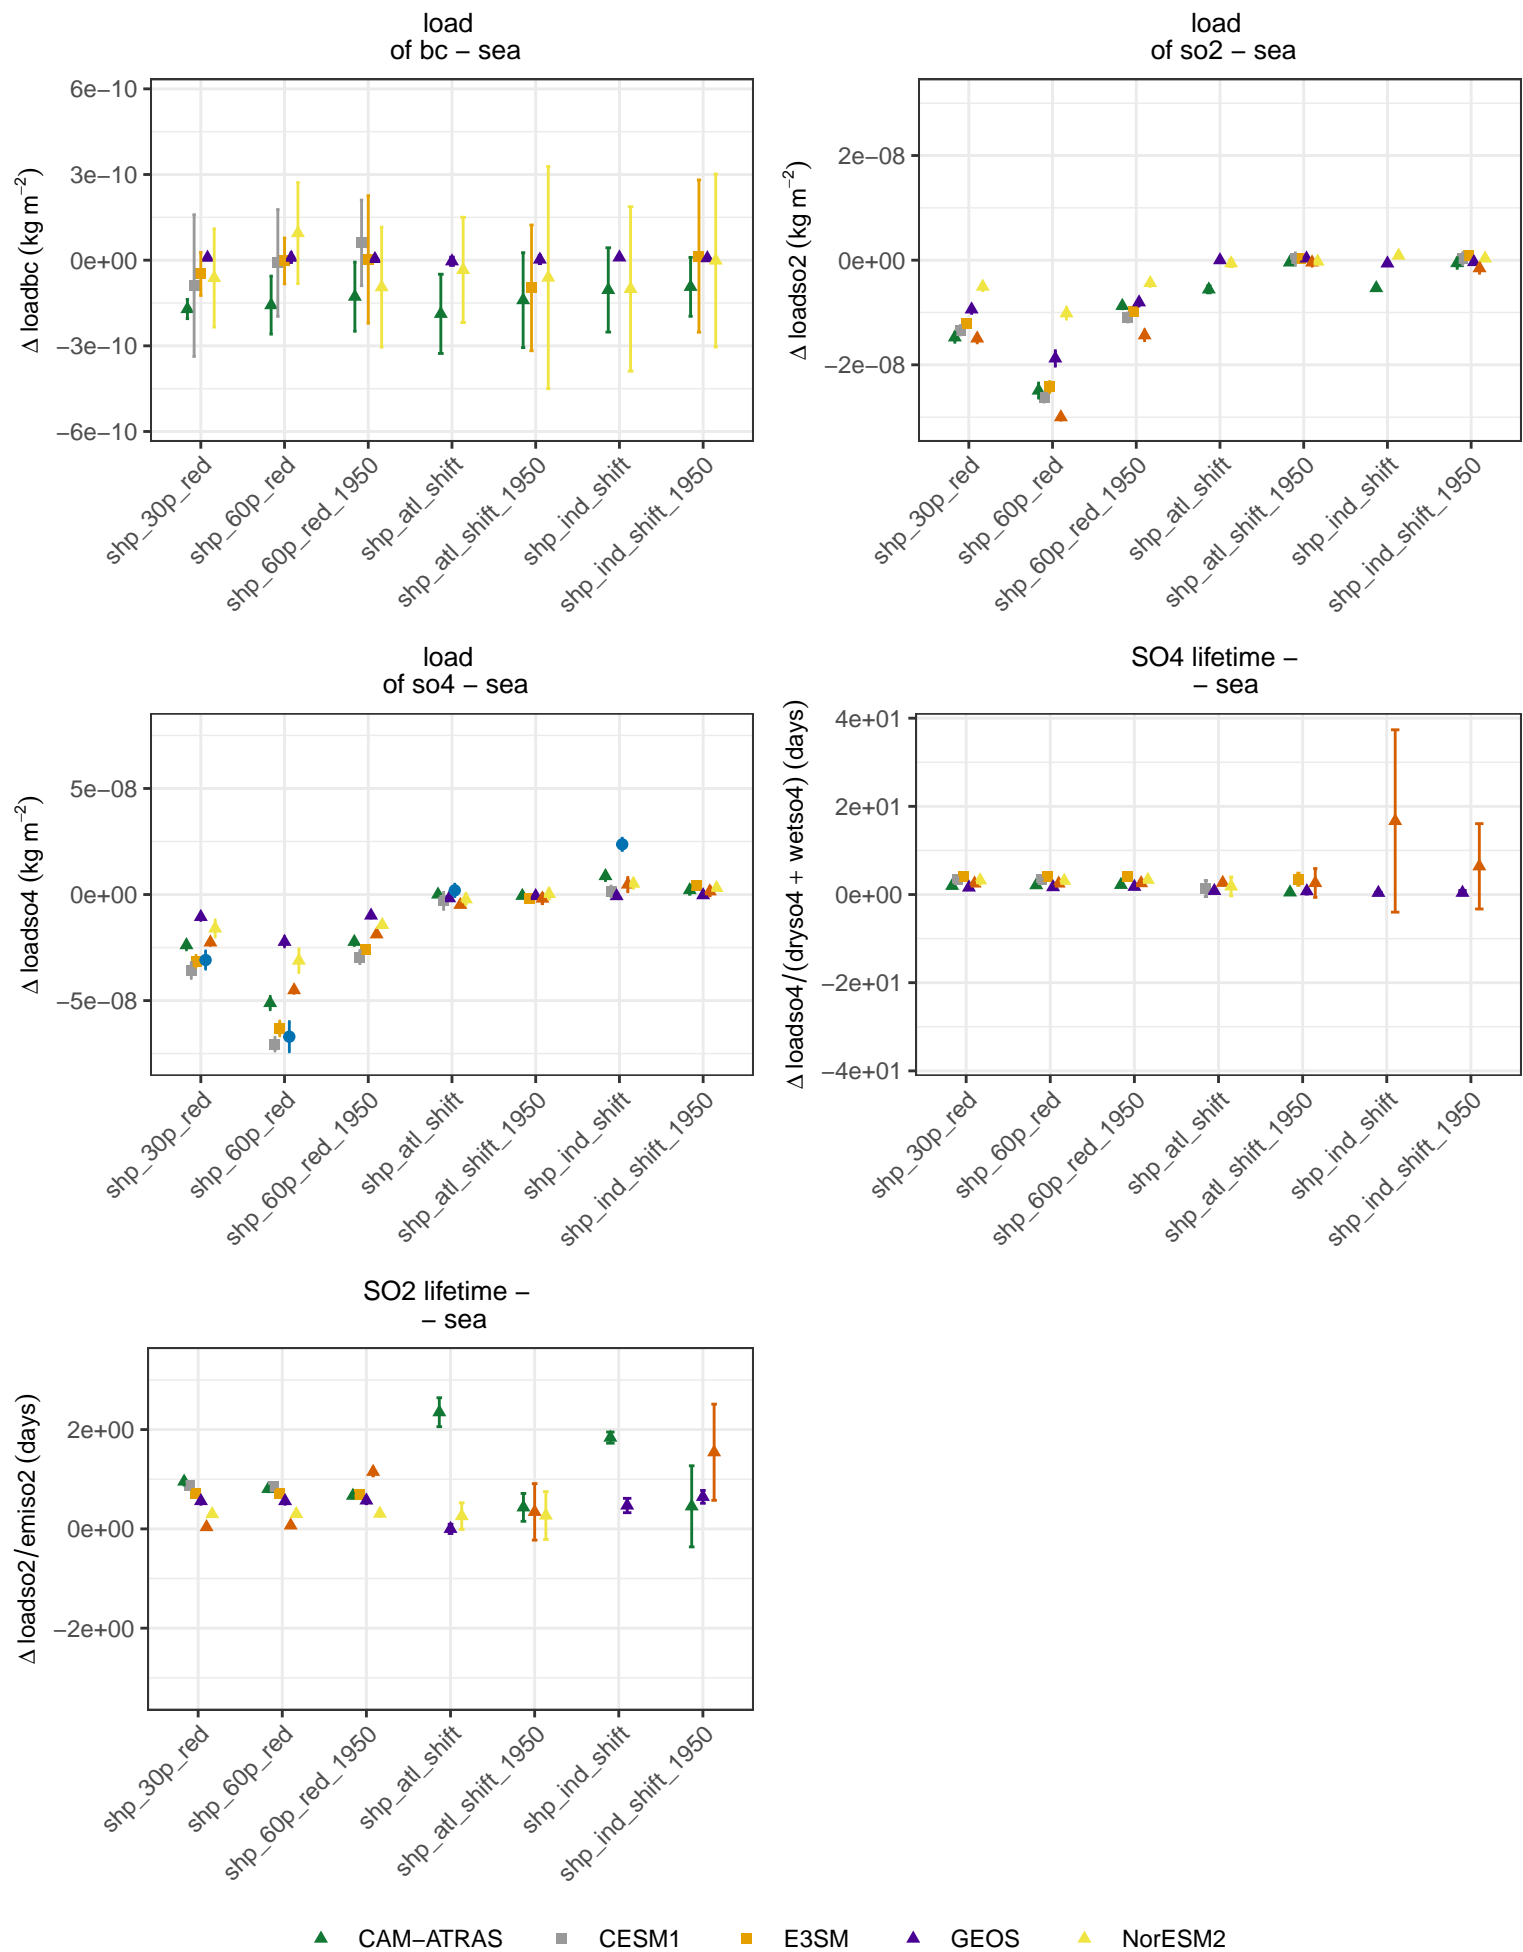 load
of bc – sea
Δ loadbc (kg m⁻²)
6e−10
3e−10
0e+00
−3e−10
−6e−10
shp_30p_red
shp_60p_red
shp_60p_red_1950
shp_atl_shift
shp_atl_shift_1950
shp_ind_shift
shp_ind_shift_1950
load
of so2 – sea
Δ loadso2 (kg m⁻²)
2e−08
0e+00
−2e−08
shp_30p_red
shp_60p_red
shp_60p_red_1950
shp_atl_shift
shp_atl_shift_1950
shp_ind_shift
shp_ind_shift_1950
load
of so4 – sea
Δ loadso4 (kg m⁻²)
5e−08
0e+00
−5e−08
shp_30p_red
shp_60p_red
shp_60p_red_1950
shp_atl_shift
shp_atl_shift_1950
shp_ind_shift
shp_ind_shift_1950
SO4 lifetime –
– sea
Δ loadso4/(dryso4 + wetso4) (days)
4e+01
2e+01
0e+00
−2e+01
−4e+01
shp_30p_red
shp_60p_red
shp_60p_red_1950
shp_atl_shift
shp_atl_shift_1950
shp_ind_shift
shp_ind_shift_1950
SO2 lifetime –
– sea
Δ loadso2/emiso2 (days)
2e+00
0e+00
−2e+00
shp_30p_red
shp_60p_red
shp_60p_red_1950
shp_atl_shift
shp_atl_shift_1950
shp_ind_shift
shp_ind_shift_1950
CAM−ATRAS CESM1 E3SM GEOS NorESM2